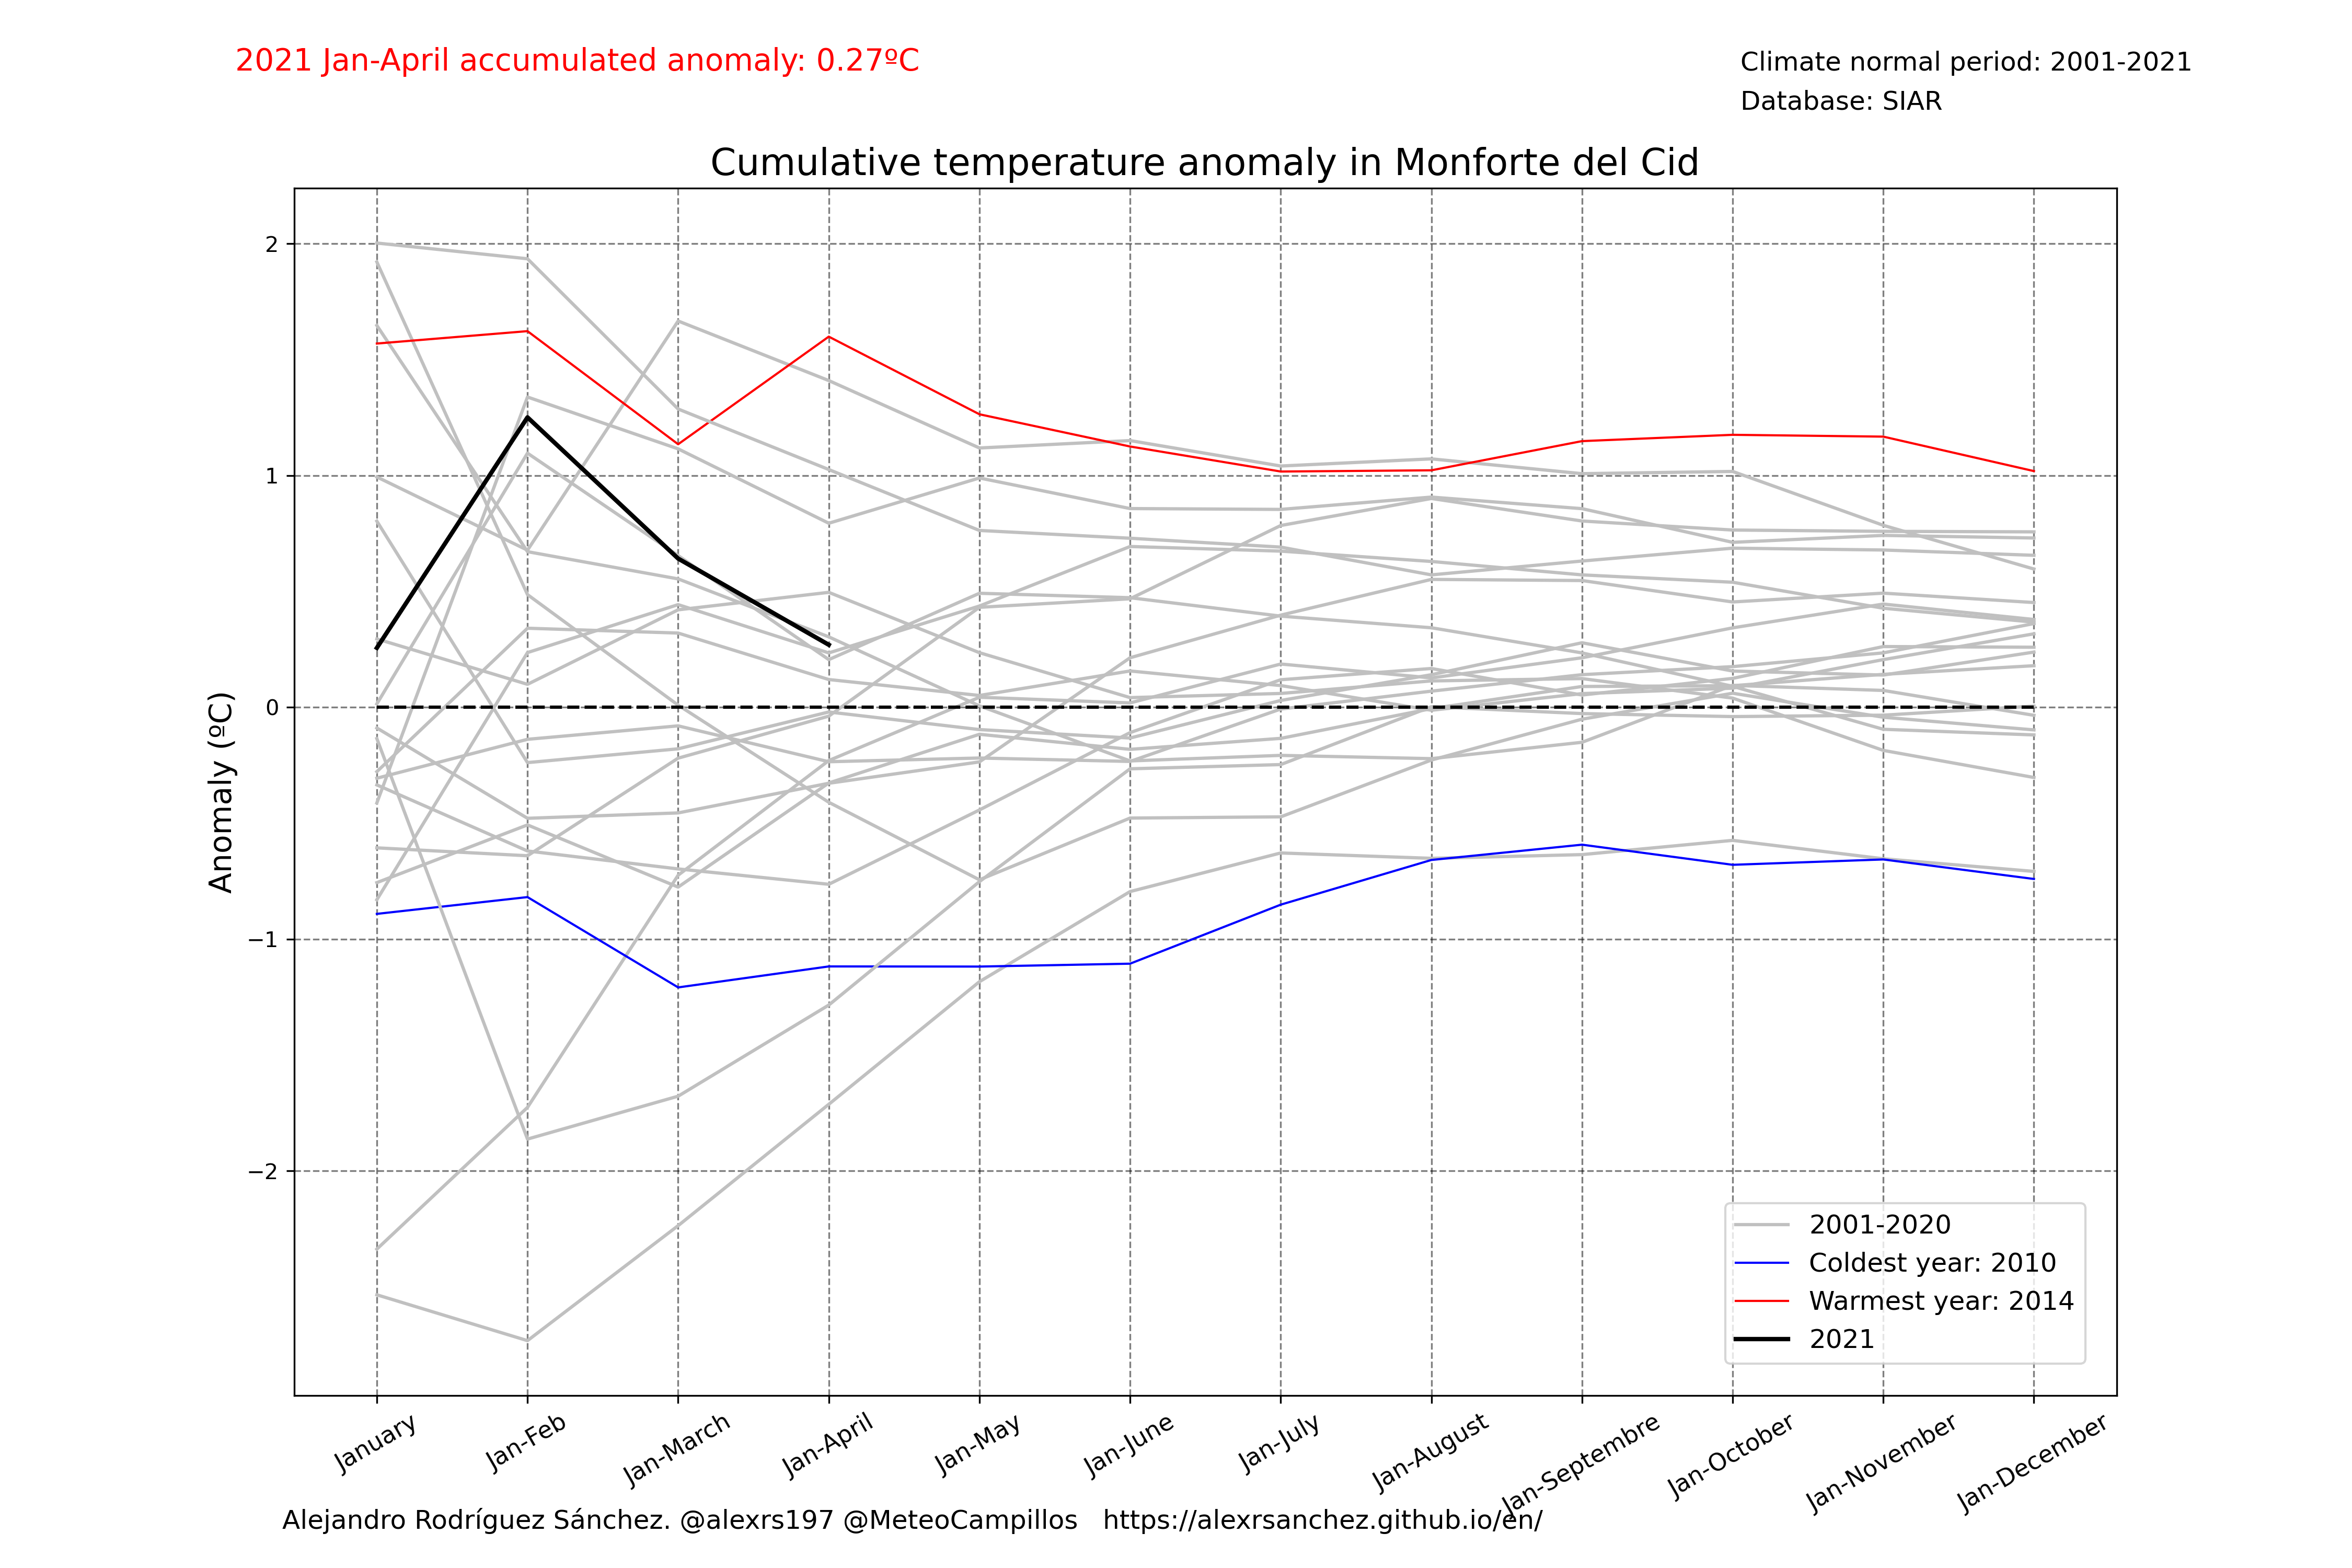 2021 Jan-April accumulated anomaly: 0.27ºC
Climate normal period: 2001-2021
Database: SIAR
Cumulative temperature anomaly in Monforte del Cid
Anomaly (ºC)
2
1
0
−1
−2
2001-2020
Coldest year: 2010
Warmest year: 2014
2021
January
Jan-Feb
Jan-March
Jan-April
Jan-May
Jan-June
Jan-July
Jan-August
Jan-Septembre
Jan-October
Jan-November
Jan-December
Alejandro Rodríguez Sánchez. @alexrs197 @MeteoCampillos https://alexrsanchez.github.io/en/